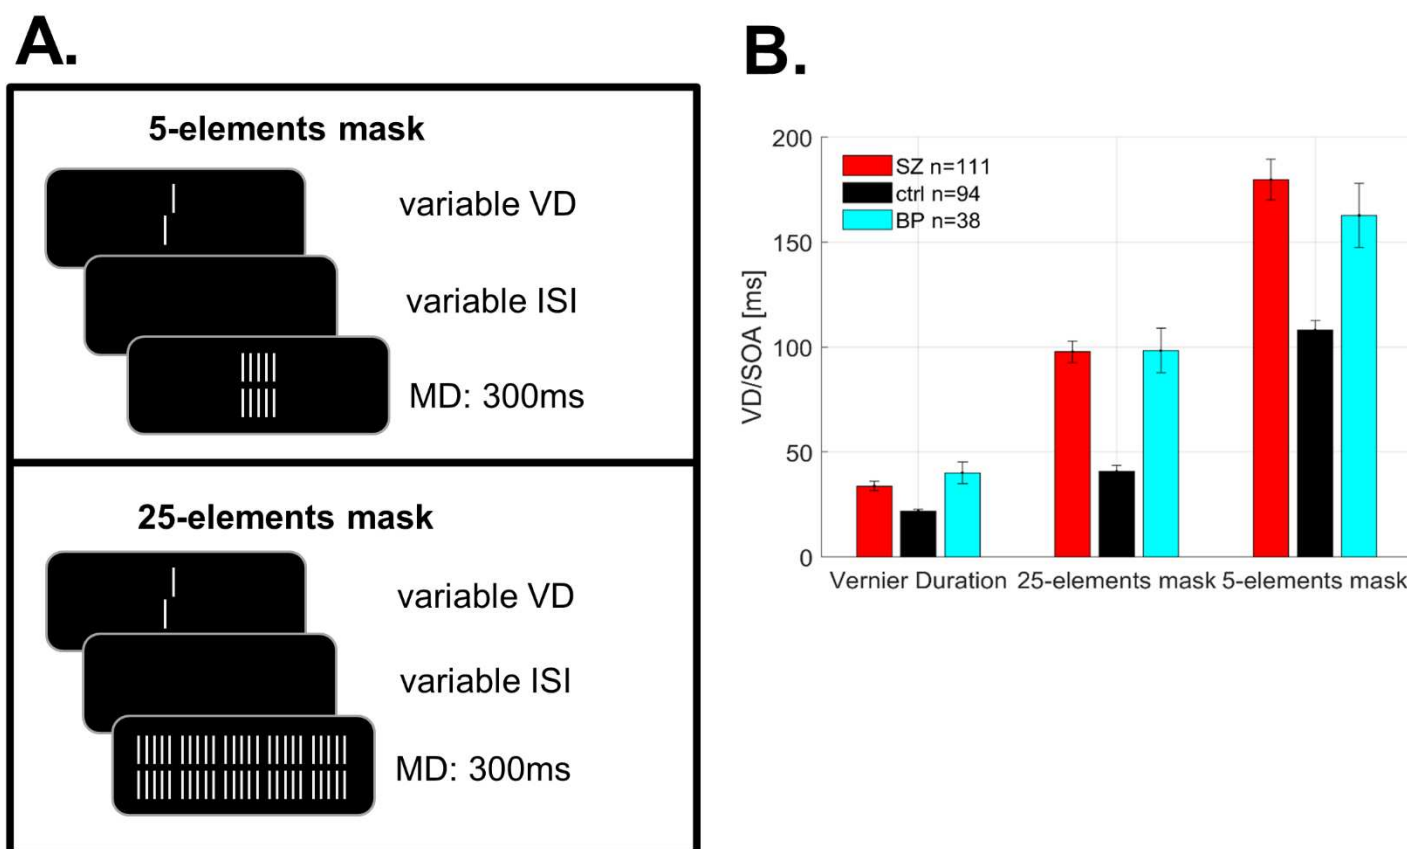 A.
5-elements mask
variable VD
variable ISI
MD: 300ms
25-elements mask
variable VD
variable ISI
MD: 300ms
B.
VD/SOA [ms]
200
150
100
50
0
SZ n=111
ctrl n=94
BP n=38
Vernier Duration 25-elements mask 5-elements mask